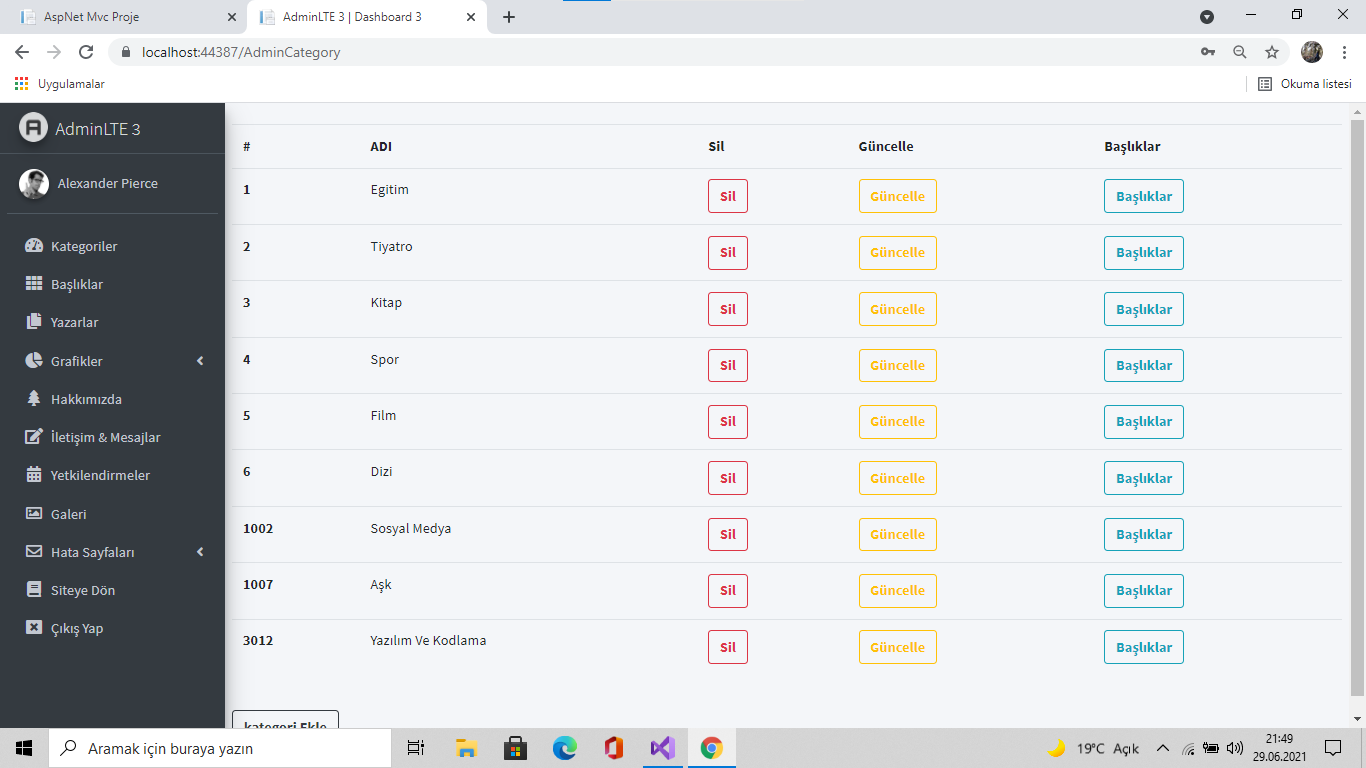 AspNet Mvc Proje
AdminLTE 3 | Dashboard 3
localhost:44387/AdminCategory
Uygulamalar
Okuma listesi
AdminLTE 3
Alexander Pierce
Kategoriler
Başlıklar
Yazarlar
Grafikler
Hakkımızda
İletişim & Mesajlar
Yetkilendirmeler
Galeri
Hata Sayfaları
Siteye Dön
Çıkış Yap
# ADI Sil Güncelle Başlıklar
1 Egitim Sil Güncelle Başlıklar
2 Tiyatro Sil Güncelle Başlıklar
3 Kitap Sil Güncelle Başlıklar
4 Spor Sil Güncelle Başlıklar
5 Film Sil Güncelle Başlıklar
6 Dizi Sil Güncelle Başlıklar
1002 Sosyal Medya Sil Güncelle Başlıklar
1007 Aşk Sil Güncelle Başlıklar
3012 Yazılım Ve Kodlama Sil Güncelle Başlıklar
kategori Ekle
Aramak için buraya yazın
19°C Açık
21:49
29.06.2021